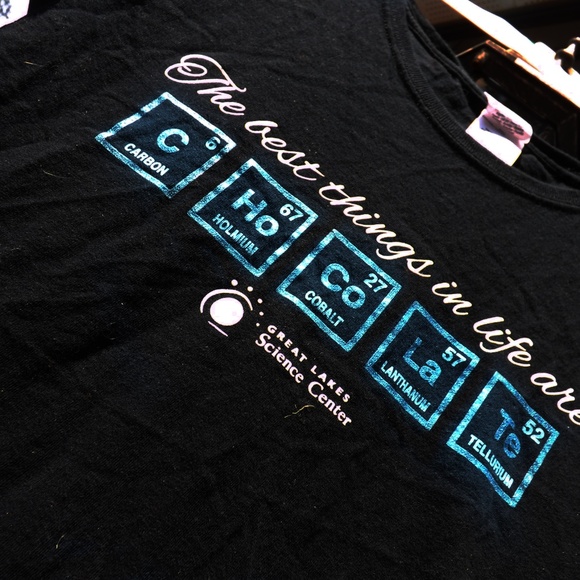 The best things in life are
C 6 CARBON
Ho 67 HOLMIUM
Co 27 COBALT
La 57 LANTHANUM
Te 52 TELLURIUM
GREAT LAKES
Science Center